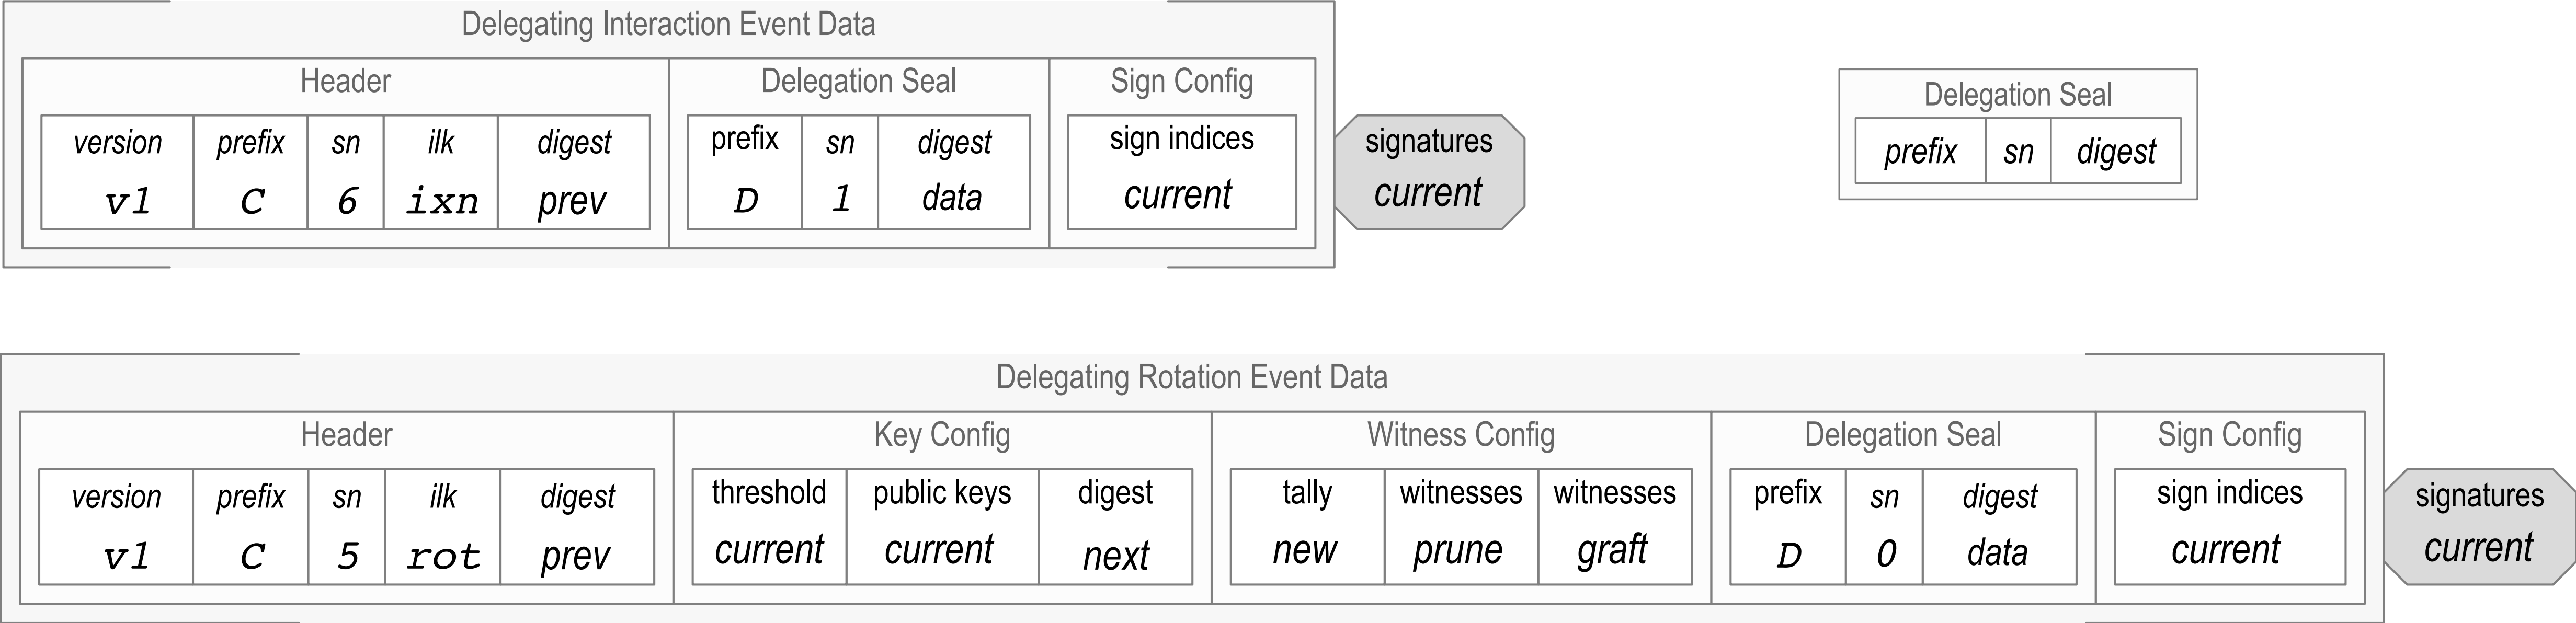 Delegating Interaction Event Data
Header Delegation Seal Sign Config
version prefix sn ilk digest prefix sn digest sign indices signatures
v1 C 6 ixn prev D 1 data current current
Delegation Seal
prefix sn digest
Delegating Rotation Event Data
Header Key Config Witness Config Delegation Seal Sign Config
version prefix sn ilk digest threshold public keys digest tally witnesses witnesses prefix sn digest sign indices signatures
v1 C 5 rot prev current current next new prune graft D 0 data current current